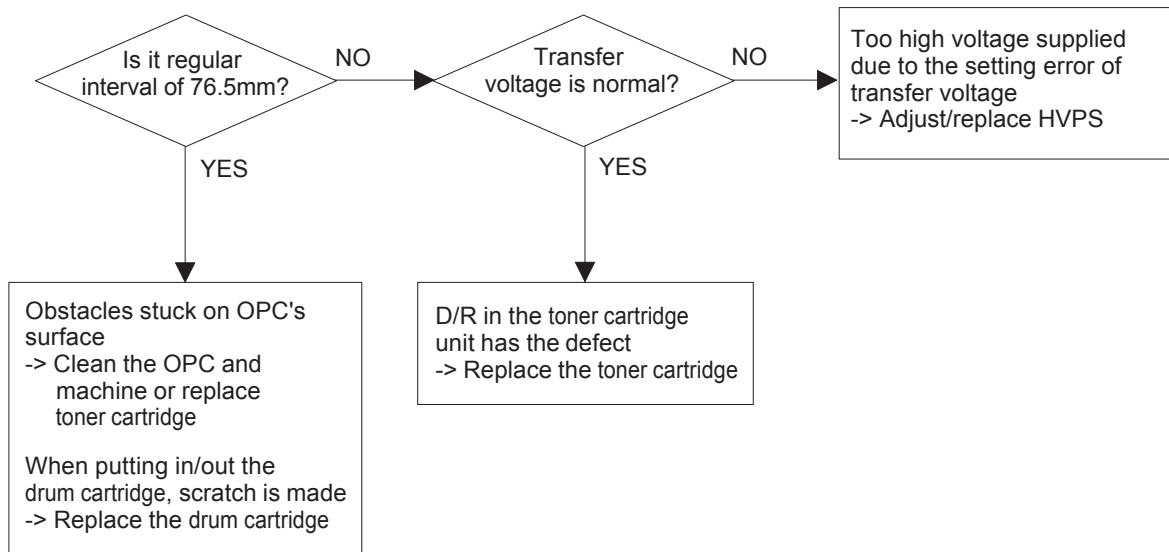 Is it regular
interval of 76.5mm?
NO
YES
Transfer
voltage is normal?
NO
YES
Too high voltage supplied
due to the setting error of
transfer voltage
-> Adjust/replace HVPS
Obstacles stuck on OPC's
surface
-> Clean the OPC and
machine or replace
toner cartridge
When putting in/out the
drum cartridge, scratch is made
-> Replace the drum cartridge
D/R in the toner cartridge
unit has the defect
-> Replace the toner cartridge